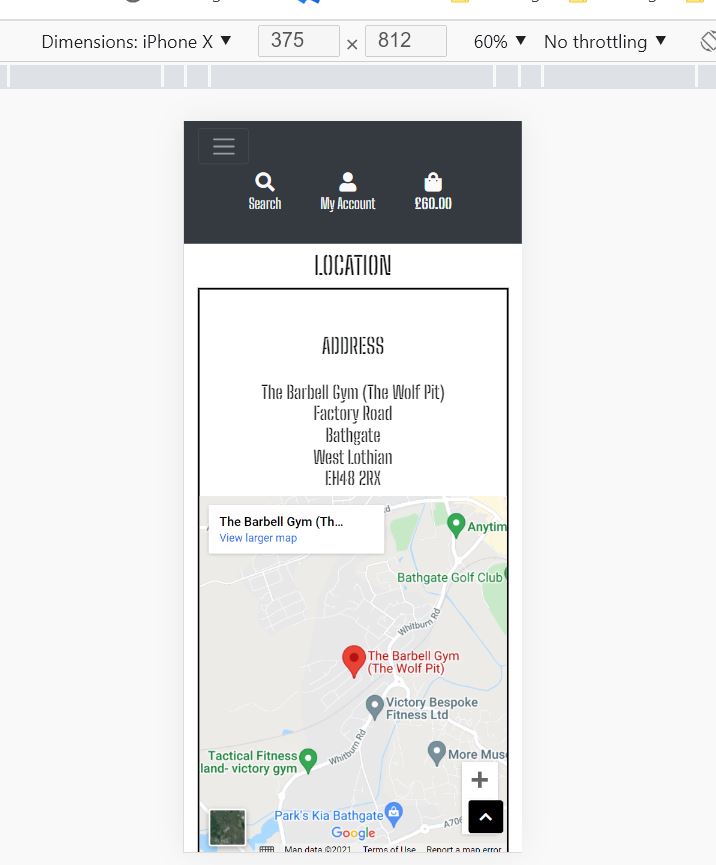 Dimensions: iPhone X ▼ 375 × 812 60% ▼ No throttling ▼
Search My Account £60.00
LOCATION
ADDRESS
The Barbell Gym (The Wolf Pit)
Factory Road
Bathgate
West Lothian
EH48 2RX
The Barbell Gym (Th...
View larger map
Anytim
Bathgate Golf Club
Whitburn Rd
The Barbell Gym
(The Wolf Pit)
Victory Bespoke
Fitness Ltd
Whitburn Rd
Tactical Fitness
land- victory gym
More Musc
Park's Kia Bathgate
A706
Google
Map data ©2021 Terms of Use Report a map error